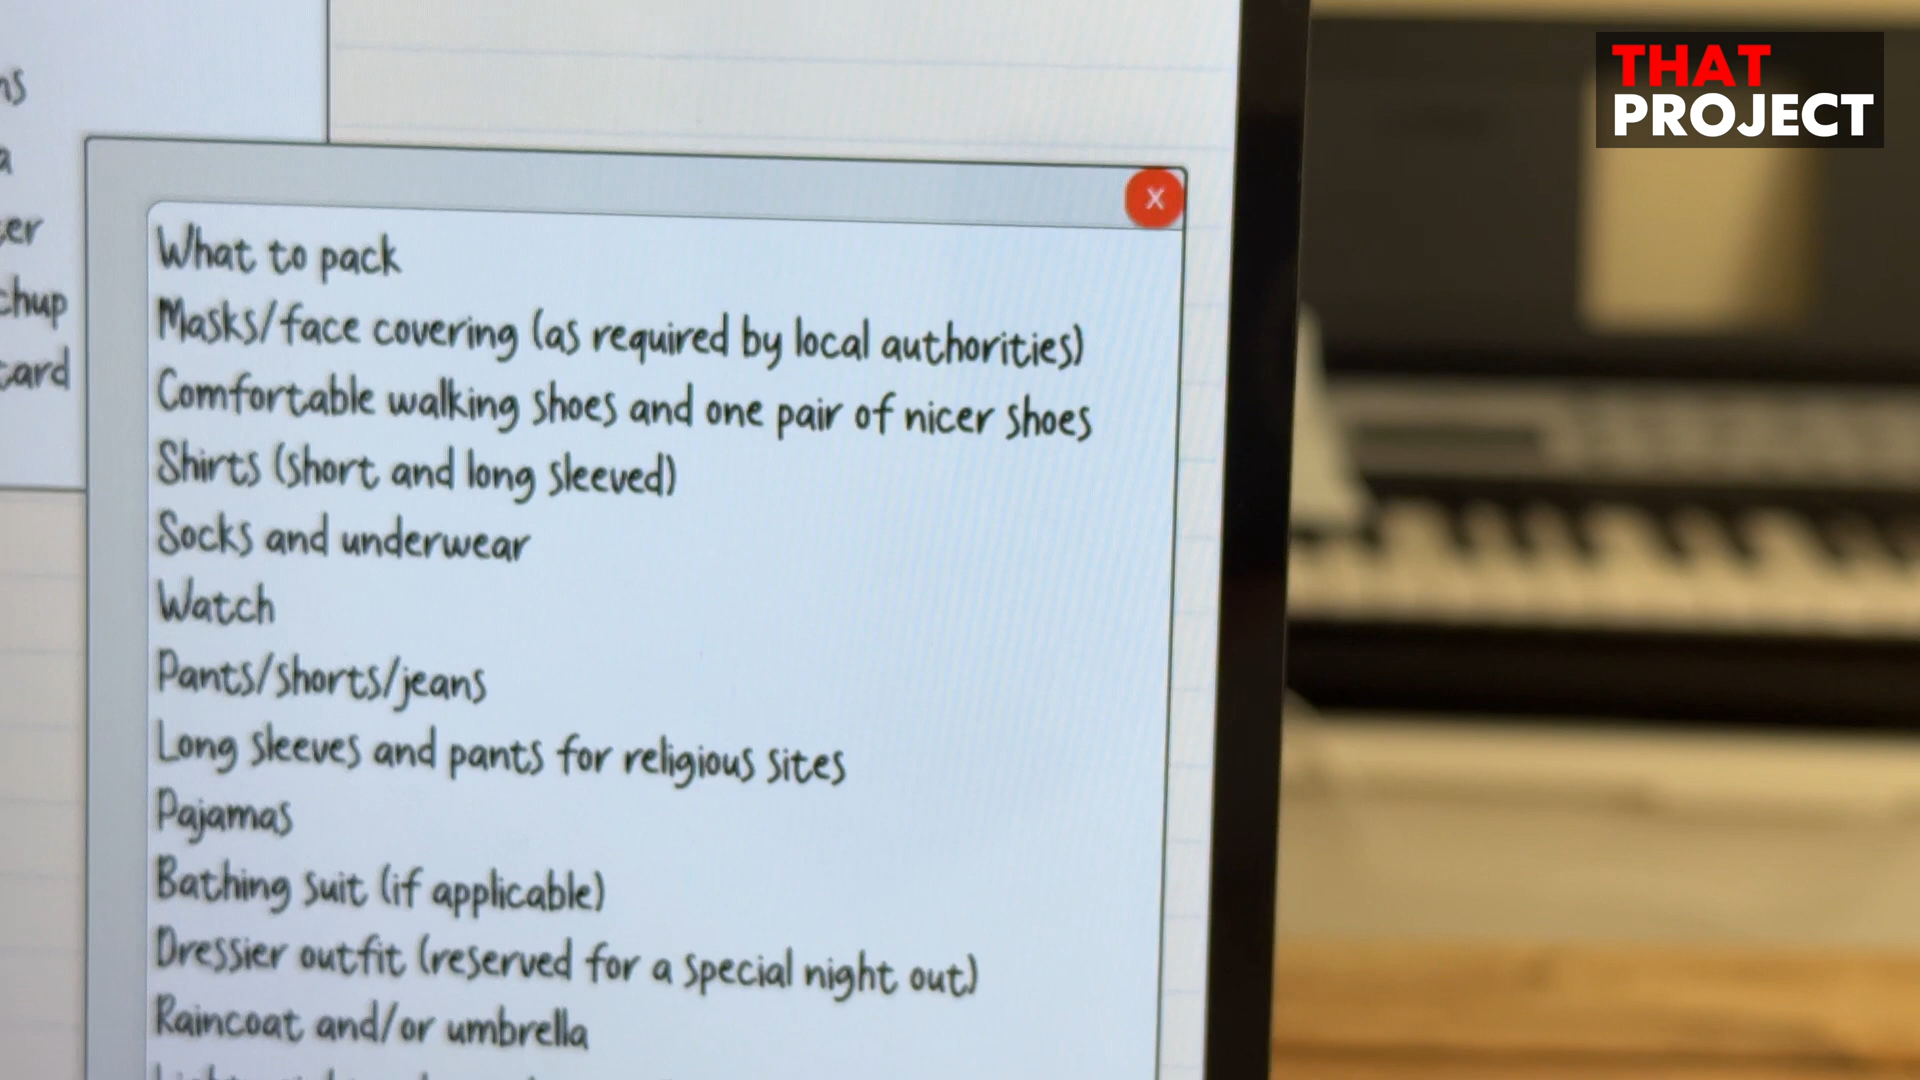 THAT
PROJECT
What to pack
Masks/face covering (as required by local authorities)
Comfortable walking shoes and one pair of nicer shoes
Shirts (short and long sleeved)
Socks and underwear
Watch
Pants/shorts/jeans
Long sleeves and pants for religious sites
Pajamas
Bathing suit (if applicable)
Dressier outfit (reserved for a special night out)
Raincoat and/or umbrella
x